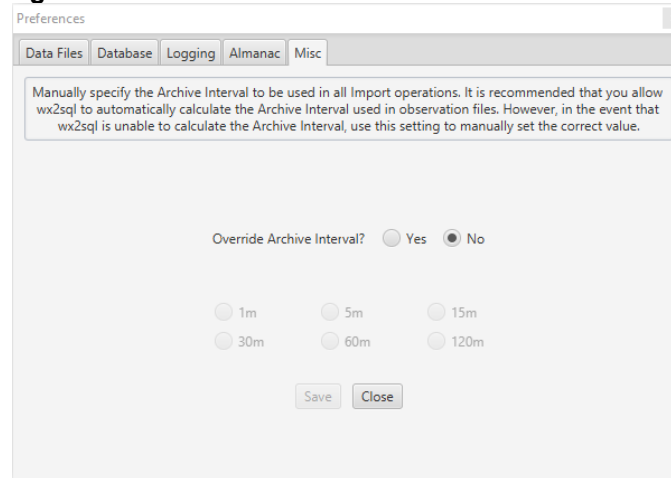 Preferences
Data Files Database Logging Almanac Misc
Manually specify the Archive Interval to be used in all Import operations. It is recommended that you allow
wx2sql to automatically calculate the Archive Interval used in observation files. However, in the event that
wx2sql is unable to calculate the Archive Interval, use this setting to manually set the correct value.
Override Archive Interval? Yes No
1m 5m 15m
30m 60m 120m
Save Close